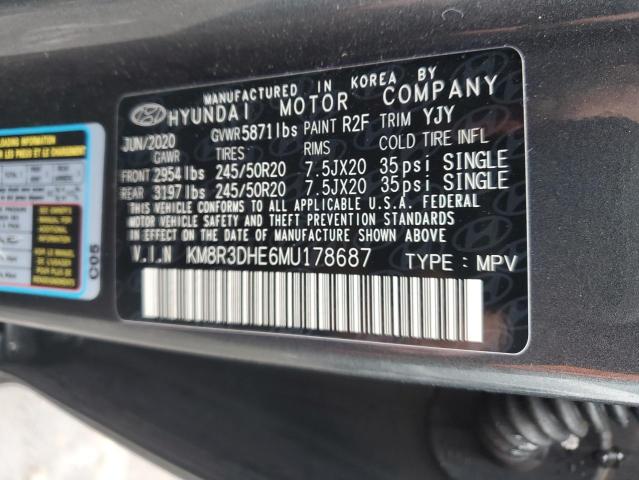 MANUFACTURED IN KOREA BY
HYUNDAI MOTOR COMPANY
JUN/2020 GVWR 5871lbs PAINT R2F TRIM YJY
GAWR TIRES RIMS COLD TIRE INFL
FRONT 2954lbs 245/50R20 7.5JX20 35psi SINGLE
REAR 3197lbs 245/50R20 7.5JX20 35psi SINGLE
THIS VEHICLE CONFORMS TO ALL APPLICABLE U.S.A. FEDERAL
MOTOR VEHICLE SAFETY AND THEFT PREVENTION STANDARDS
IN EFFECT ON THE DATE OF MANUFACTURE SHOWN ABOVE.
V.I.N KM8R3DHE6MU178687 TYPE: MPV
C05